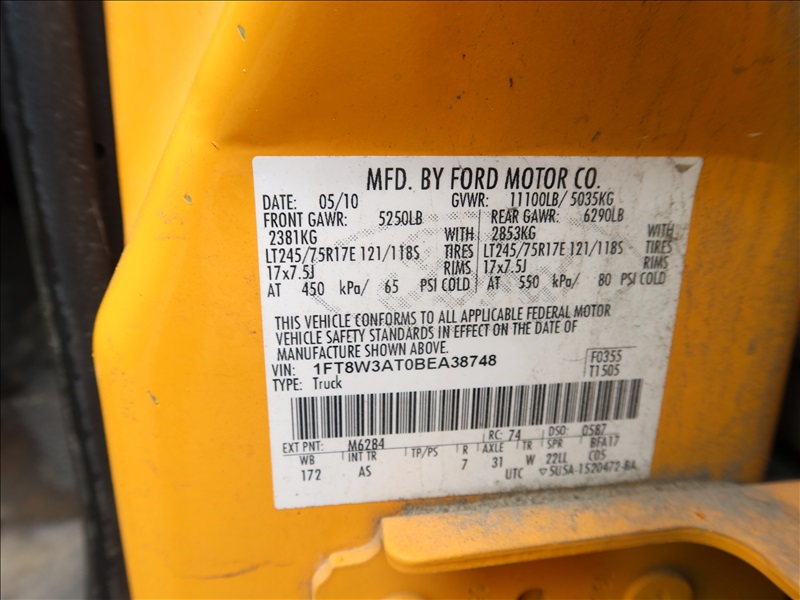 MFD. BY FORD MOTOR CO.
DATE: 05/10 GVWR: 11100LB/ 5035KG
FRONT GAWR: 5250LB REAR GAWR: 6290LB
2381KG WITH 2853KG WITH
LT245/75R17E 121/118S TIRES LT245/75R17E 121/118S TIRES
17x7.5J RIMS 17x7.5J RIMS
AT 450 kPa/ 65 PSI COLD AT 550 kPa/ 80 PSI COLD
THIS VEHICLE CONFORMS TO ALL APPLICABLE FEDERAL MOTOR
VEHICLE SAFETY STANDARDS IN EFFECT ON THE DATE OF
MANUFACTURE SHOWN ABOVE.
VIN: 1FT8W3AT0BEA38748 F0355
TYPE: Truck T1505
EXT PNT: M6284 RC: 74 DSO: 0587
WB INT TR TP/PS R AXLE TR SPR BFA17
172 AS 7 31 W 22LL C05
UTC ▽5U5A-1520472-BA